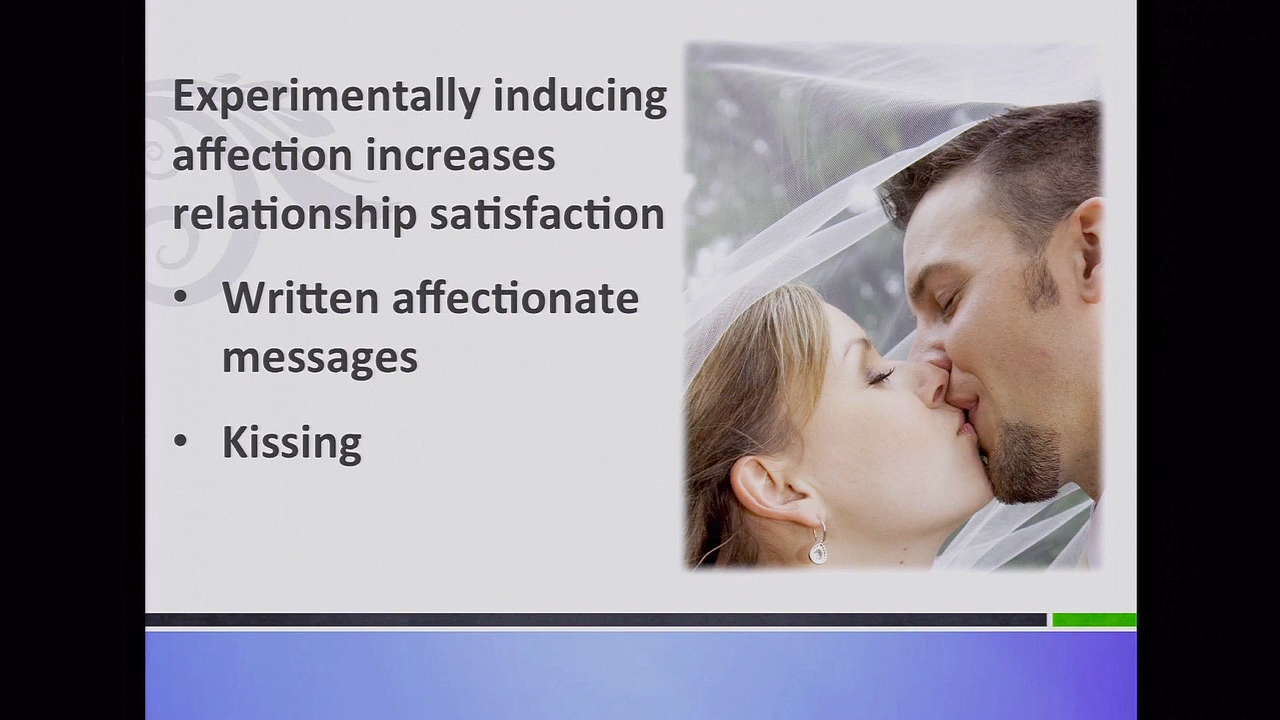 Experimentally inducing
affection increases
relationship satisfaction
• Written affectionate
messages
• Kissing